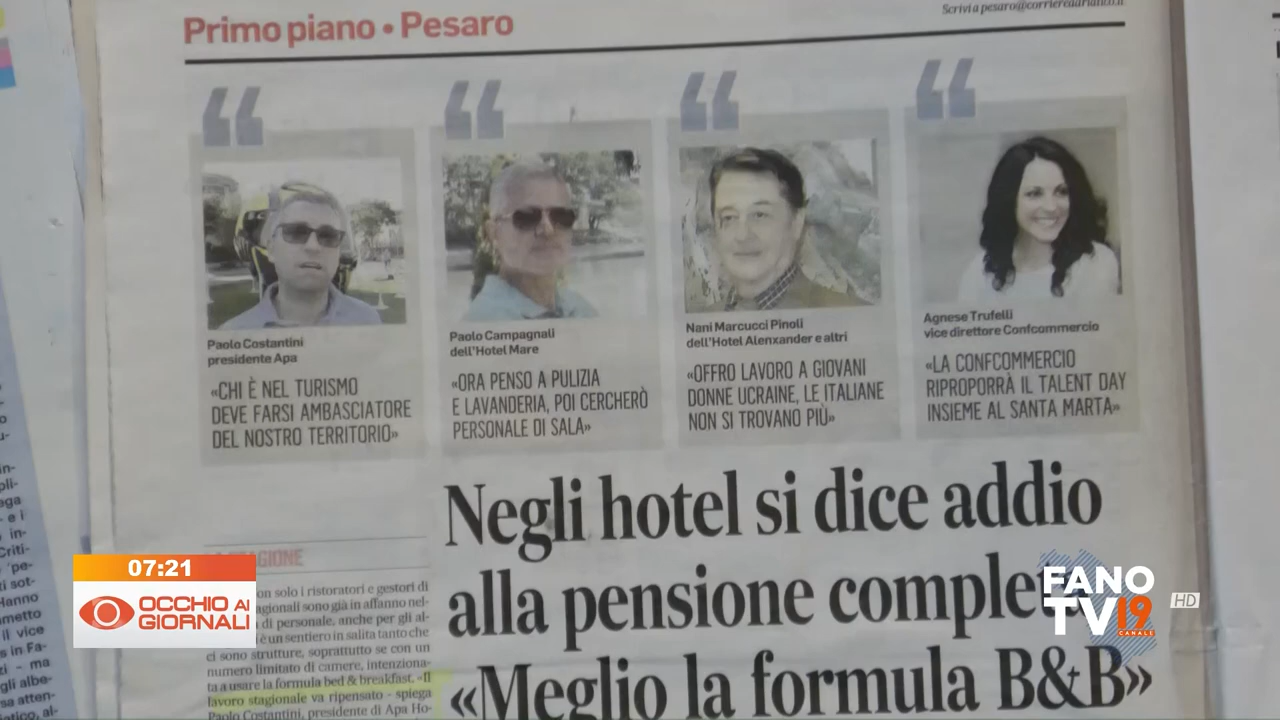 Primo piano • Pesaro
Scrivi a pesaro@corriereadriatico.it
Paolo Costantini
presidente Apa
«CHI È NEL TURISMO
DEVE FARSI AMBASCIATORE
DEL NOSTRO TERRITORIO»
Paolo Campagnali
dell'Hotel Mare
«ORA PENSO A PULIZIA
E LAVANDERIA, POI CERCHERÒ
PERSONALE DI SALA»
Nani Marcucci Pinoli
dell'Hotel Alenxander e altri
«OFFRO LAVORO A GIOVANI
DONNE UCRAINE, LE ITALIANE
NON SI TROVANO PIÙ»
Agnese Trufelli
vice direttore Confcommercio
«LA CONFCOMMERCIO
RIPROPORRÀ IL TALENT DAY
INSIEME AL SANTA MARTA»
Negli hotel si dice addio
alla pensione completa
«Meglio la formula B&B»
on solo i ristoratori e gestori di
agionali sono già in affanno nel-
di personale, anche per gli al-
è un sentiero in salita tanto che
ci sono strutture, soprattutto se con un
numero limitato di camere, intenziona-
ta a usare la formula bed & breakfast. «Il
lavoro stagionale va ripensato - spiega
Paolo Costantini, presidente di Apa Ho-
07:21
OCCHIO AI
GIORNALI
FANO
TV19
CANALE
HD